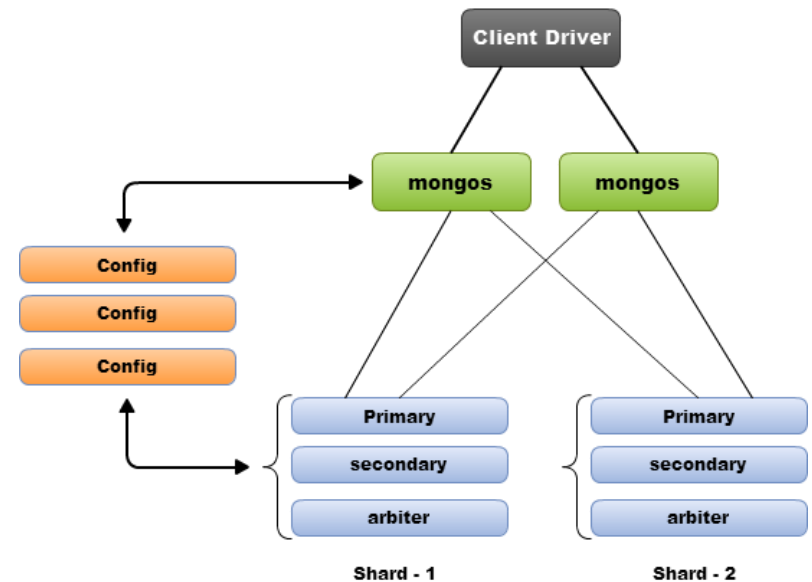 Client Driver
mongos
mongos
Config
Config
Config
Primary
secondary
arbiter
Shard - 1
Primary
secondary
arbiter
Shard - 2